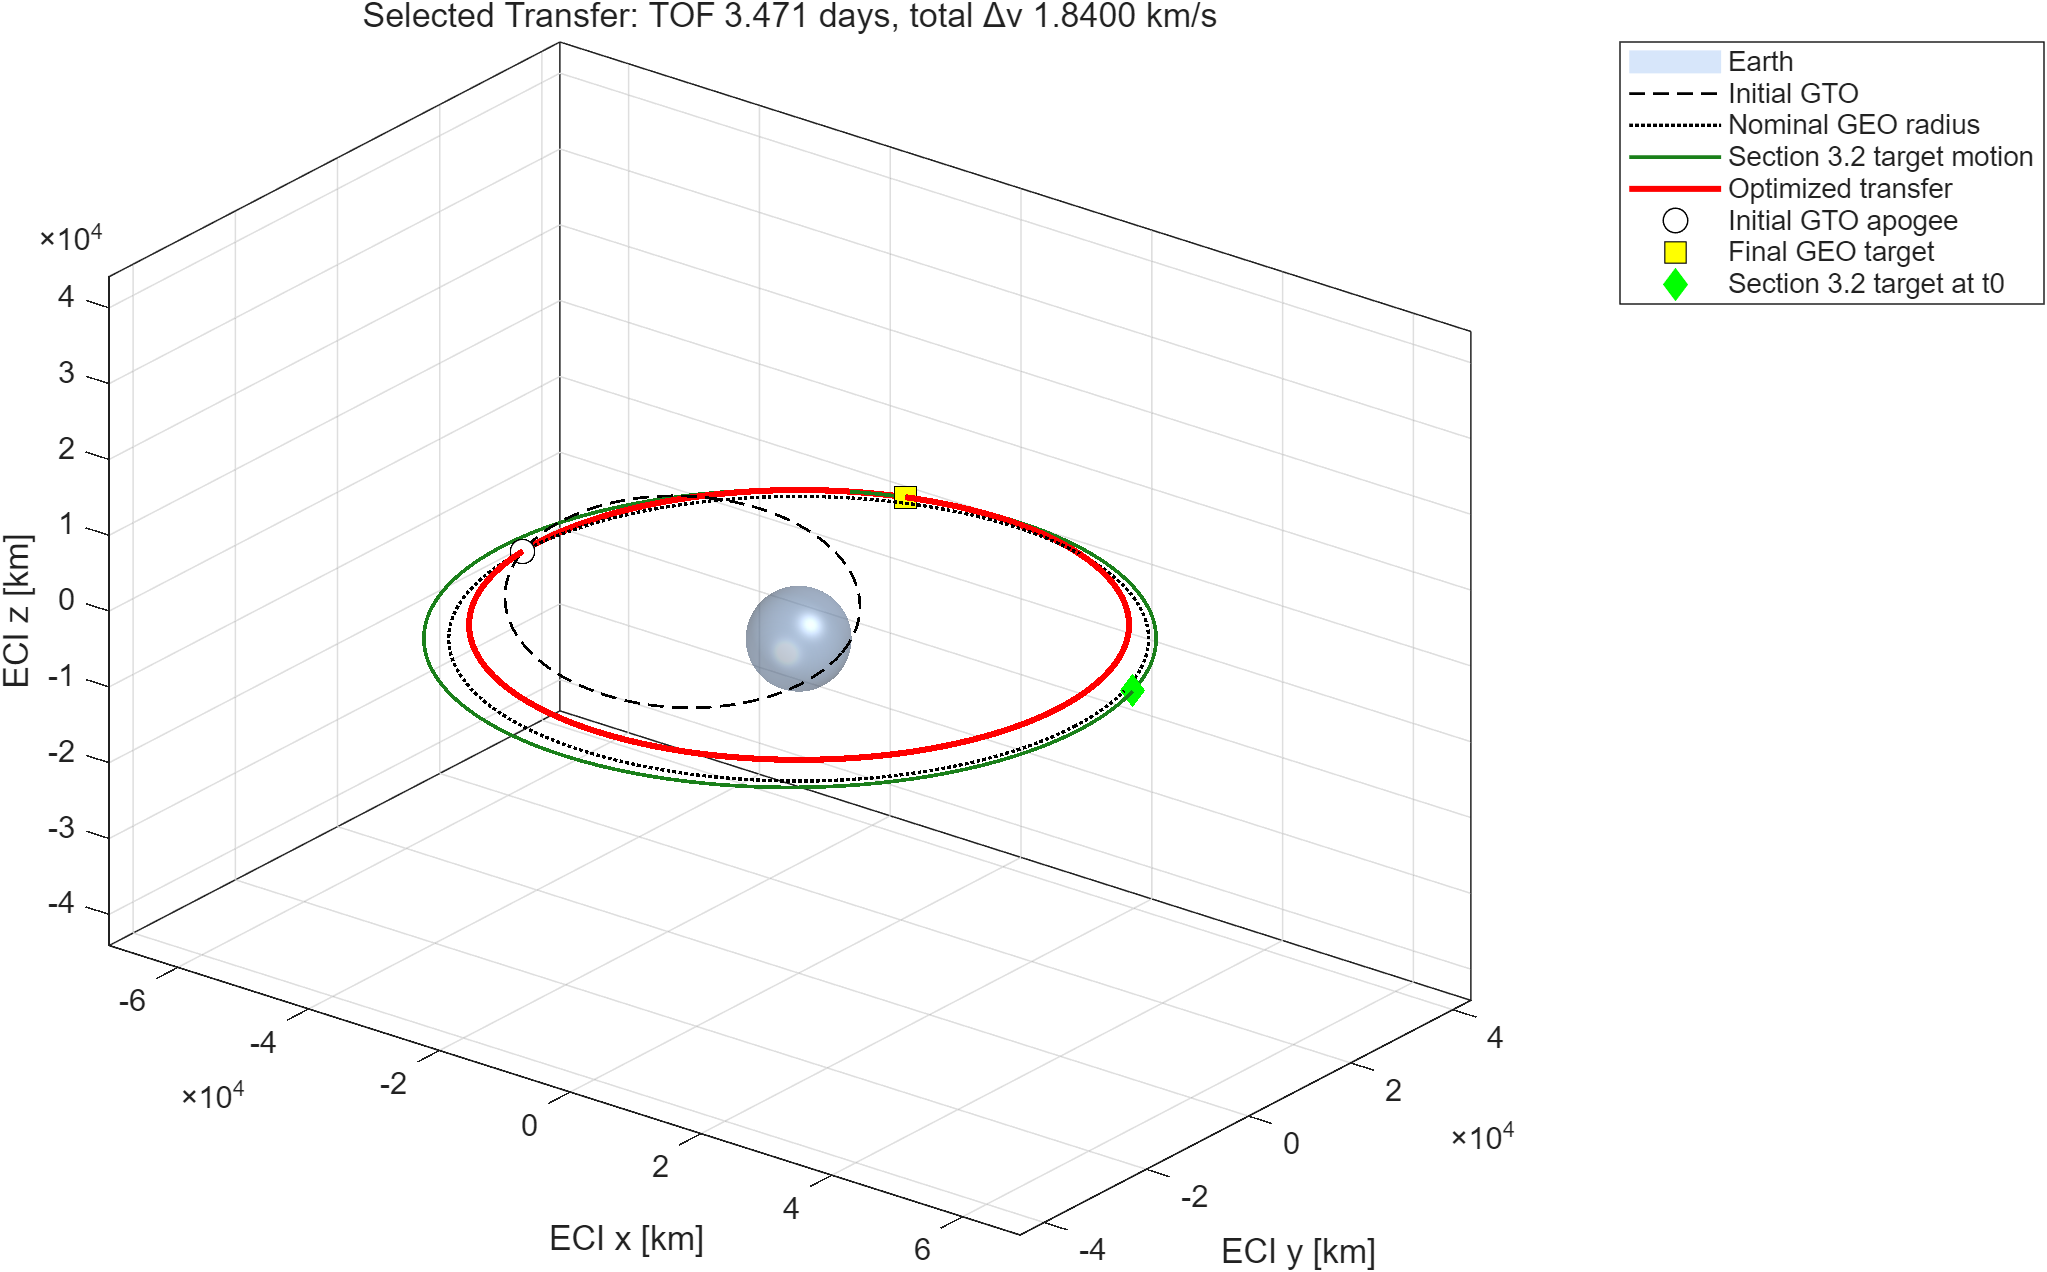 Selected Transfer: TOF 3.471 days, total Δv 1.8400 km/s
Earth
Initial GTO
Nominal GEO radius
Section 3.2 target motion
Optimized transfer
Initial GTO apogee
Final GEO target
Section 3.2 target at t0
×10⁴
4
3
2
1
0
-1
-2
-3
-4
ECI z [km]
-6
-4
-2
0
2
4
6
×10⁴
ECI x [km]
4
2
0
-2
-4
×10⁴
ECI y [km]